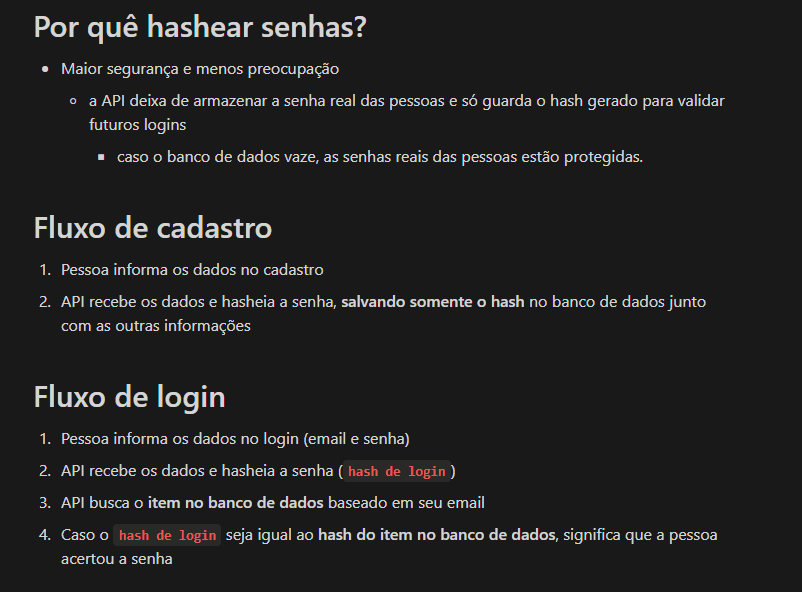 Por quê hashear senhas?
• Maior segurança e menos preocupação
◦ a API deixa de armazenar a senha real das pessoas e só guarda o hash gerado para validar
futuros logins
▪ caso o banco de dados vaze, as senhas reais das pessoas estão protegidas.
Fluxo de cadastro
1. Pessoa informa os dados no cadastro
2. API recebe os dados e hasheia a senha, salvando somente o hash no banco de dados junto
com as outras informações
Fluxo de login
1. Pessoa informa os dados no login (email e senha)
2. API recebe os dados e hasheia a senha ( hash de login )
3. API busca o item no banco de dados baseado em seu email
4. Caso o hash de login seja igual ao hash do item no banco de dados, significa que a pessoa
acertou a senha